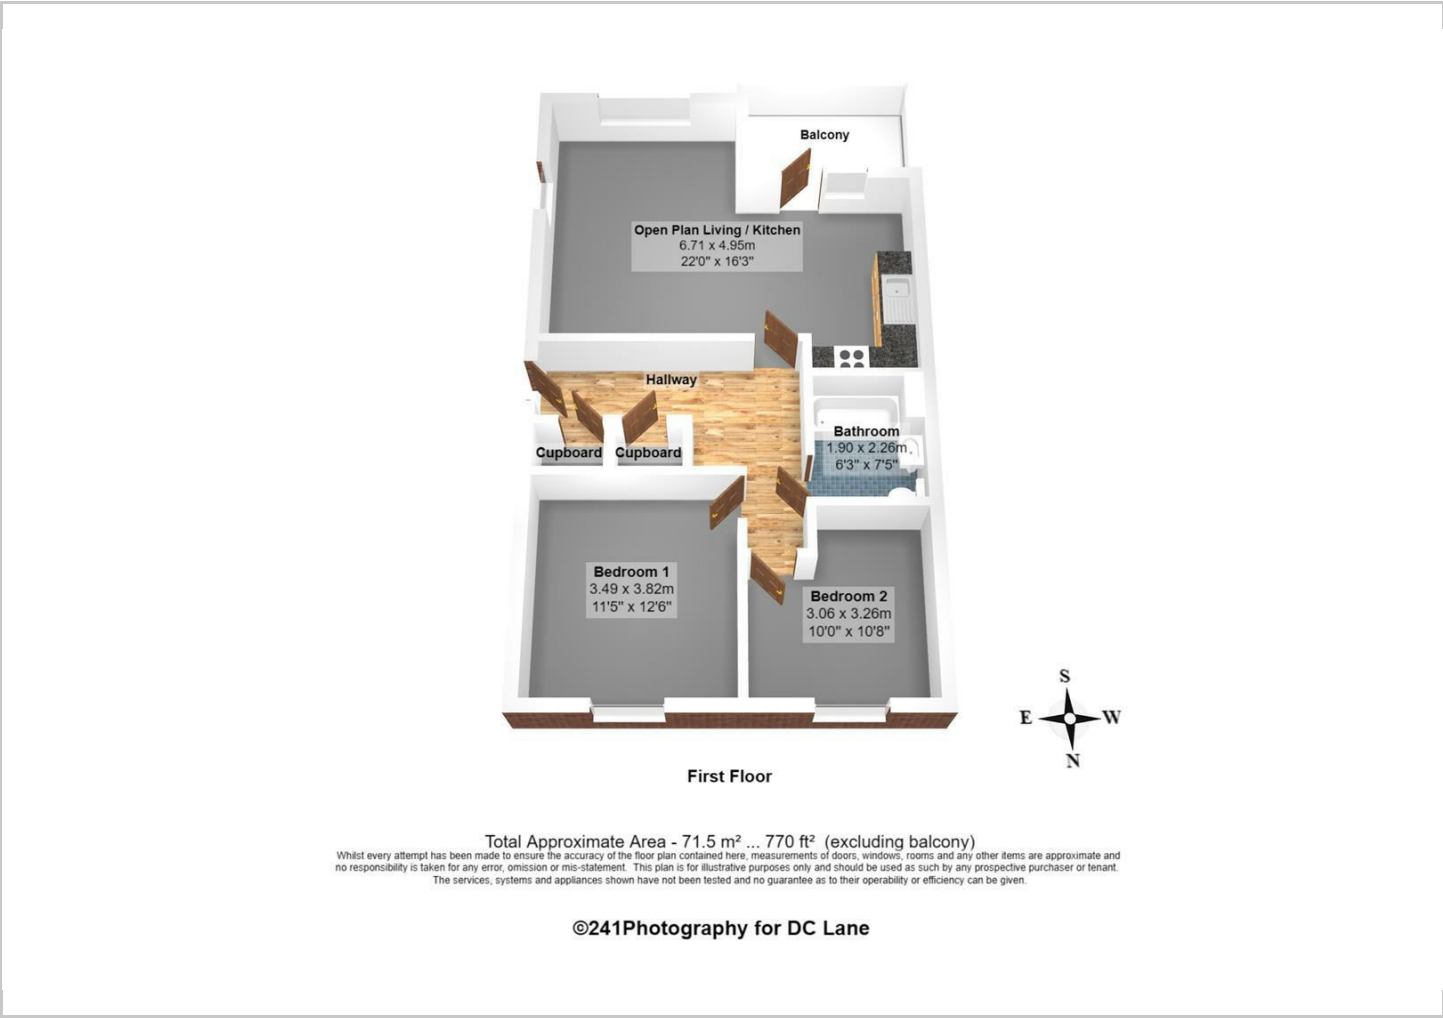 Balcony
Open Plan Living / Kitchen
6.71 x 4.95m
22'0" x 16'3"
Hallway
Bathroom
1.90 x 2.26m
6'3" x 7'5"
Cupboard
Cupboard
Bedroom 1
3.49 x 3.82m
11'5" x 12'6"
Bedroom 2
3.06 x 3.26m
10'0" x 10'8"
S
E W
N
First Floor
Total Approximate Area - 71.5 m² ... 770 ft² (excluding balcony)
Whilst every attempt has been made to ensure the accuracy of the floor plan contained here, measurements of doors, windows, rooms and any other items are approximate and
no responsibility is taken for any error, omission or mis-statement. This plan is for illustrative purposes only and should be used as such by any prospective purchaser or tenant.
The services, systems and appliances shown have not been tested and no guarantee as to their operability or efficiency can be given.
©241Photography for DC Lane